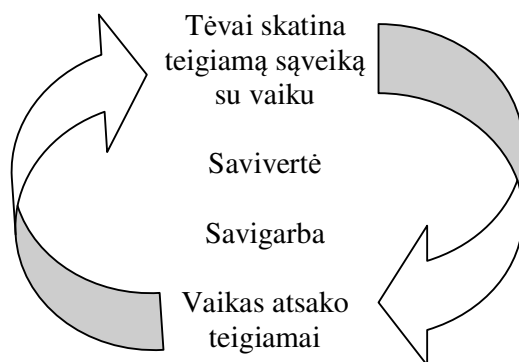 Tėvai skatina
teigiamą sąveiką
su vaiku
Savivertė
Savigarba
Vaikas atsako
teigiamai